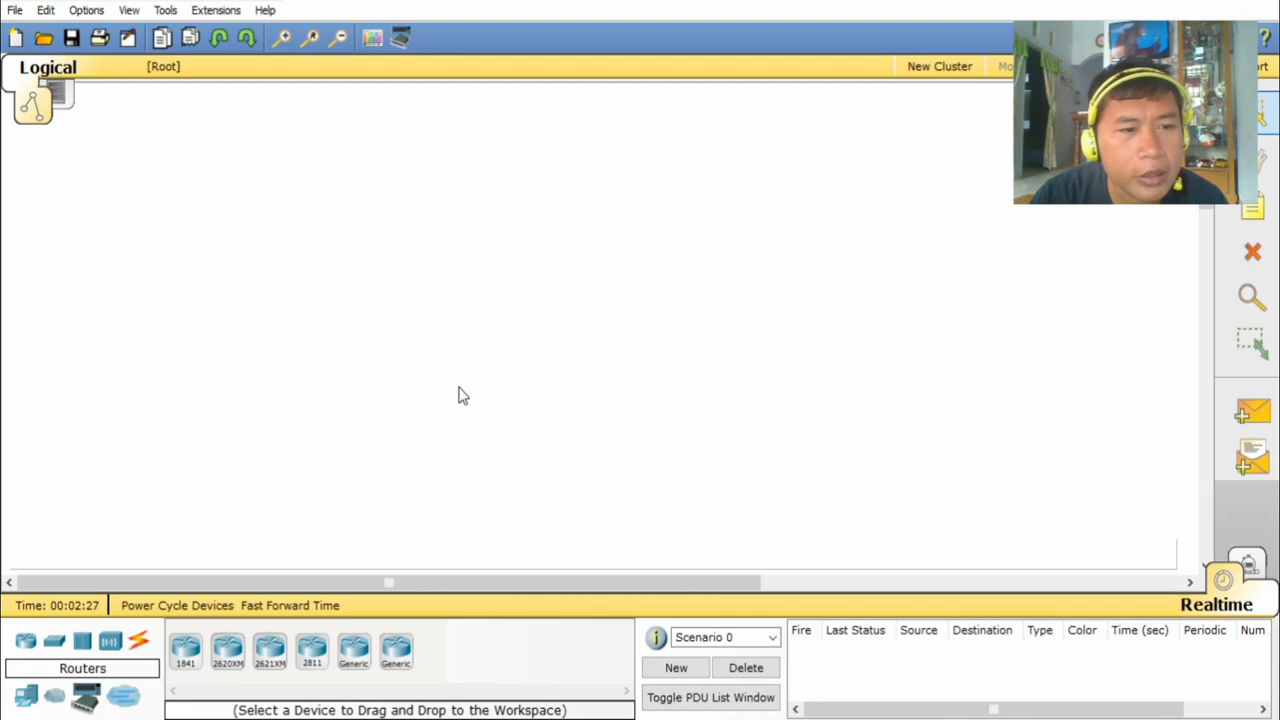 File Edit Options View Tools Extensions Help
Logical [Root] New Cluster
Time: 00:02:27 Power Cycle Devices Fast Forward Time Realtime
1841 2620XM 2621XM 2811 Generic Generic
Routers
(Select a Device to Drag and Drop to the Workspace)
Scenario 0
New Delete
Toggle PDU List Window
Fire Last Status Source Destination Type Color Time (sec) Periodic Num